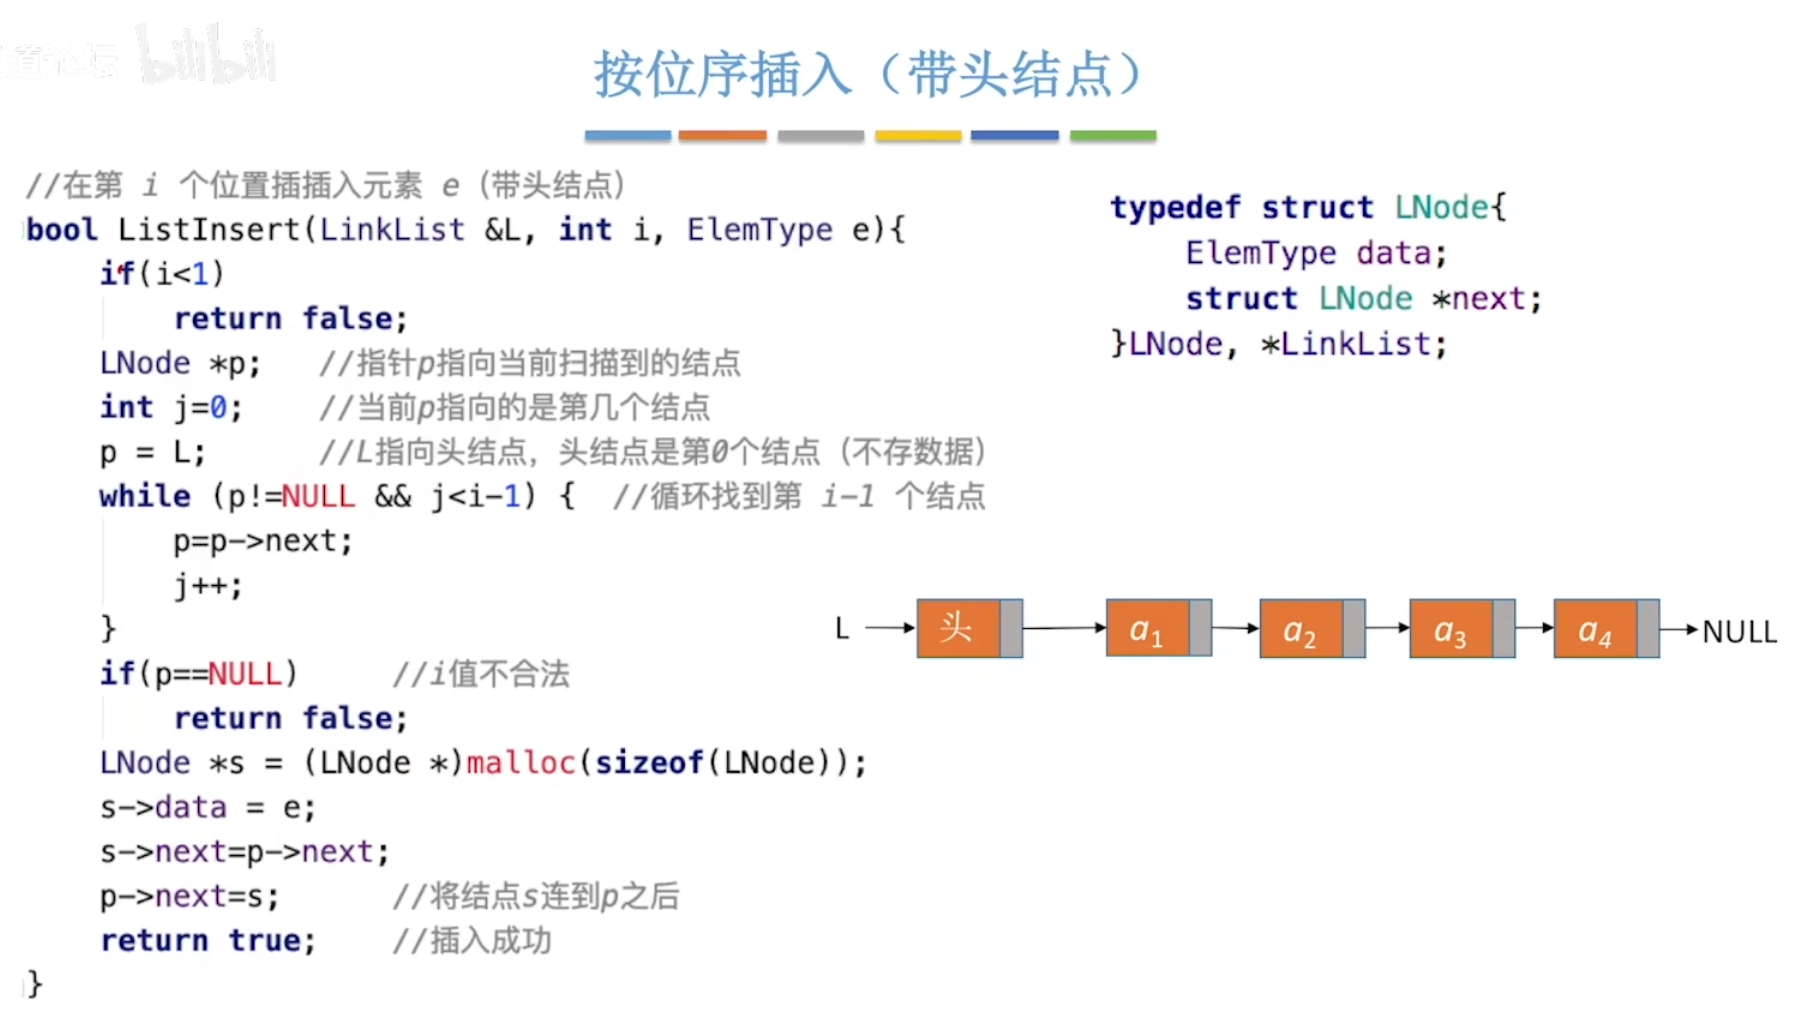 bilibili
按位序插入（带头结点）
//在第 i 个位置插插入元素 e（带头结点）
bool ListInsert(LinkList &L, int i, ElemType e){
if(i<1)
return false;
LNode *p; //指针p指向当前扫描到的结点
int j=0; //当前p指向的是第几个结点
p = L; //L指向头结点，头结点是第0个结点（不存数据）
while (p!=NULL && j<i-1) { //循环找到第 i-1 个结点
p=p->next;
j++;
}
if(p==NULL) //i值不合法
return false;
LNode *s = (LNode *)malloc(sizeof(LNode));
s->data = e;
s->next=p->next;
p->next=s; //将结点s连到p之后
return true; //插入成功
}
typedef struct LNode{
ElemType data;
struct LNode *next;
}LNode, *LinkList;
L 头 a1 a2 a3 a4 NULL